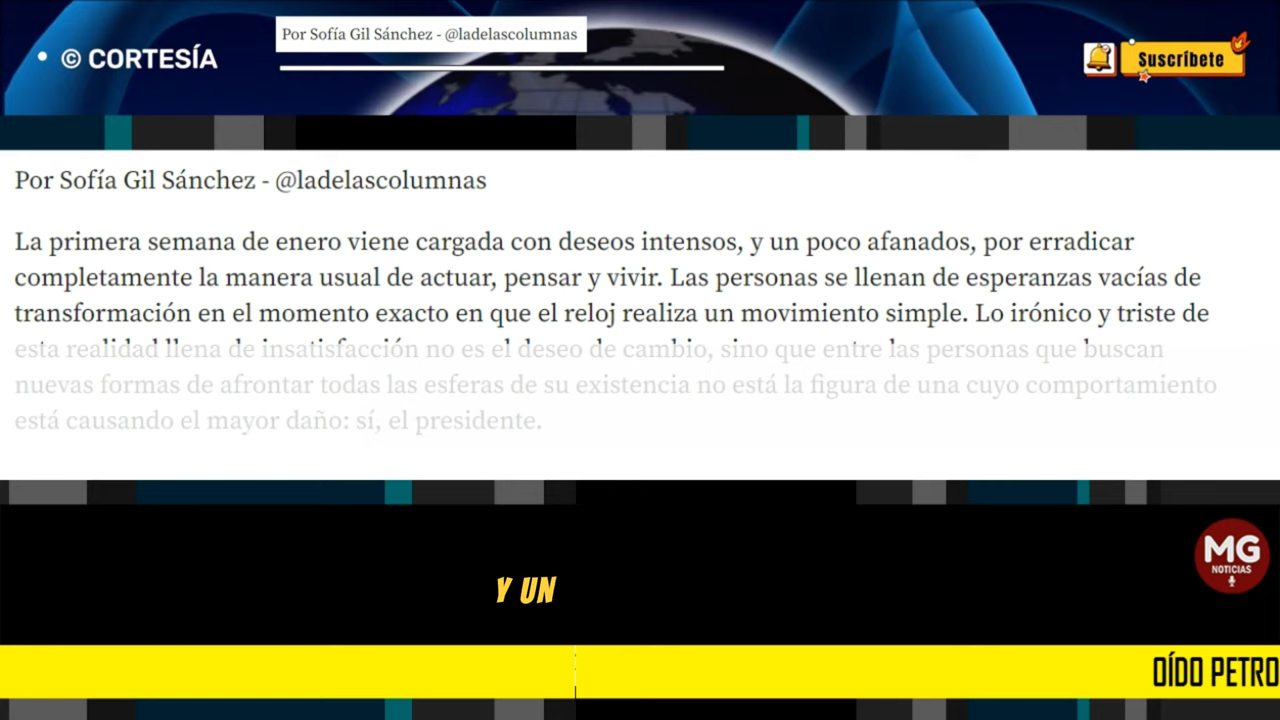 Por Sofía Gil Sánchez - @ladelascolumnas
© CORTESÍA
Suscríbete
Por Sofía Gil Sánchez - @ladelascolumnas
La primera semana de enero viene cargada con deseos intensos, y un poco afanados, por erradicar
completamente la manera usual de actuar, pensar y vivir. Las personas se llenan de esperanzas vacías de
transformación en el momento exacto en que el reloj realiza un movimiento simple. Lo irónico y triste de
esta realidad llena de insatisfacción no es el deseo de cambio, sino que entre las personas que buscan
nuevas formas de afrontar todas las esferas de su existencia no está la figura de una cuyo comportamiento
está causando el mayor daño: sí, el presidente.
MG
NOTICIAS
Y UN
OÍDO PETRO